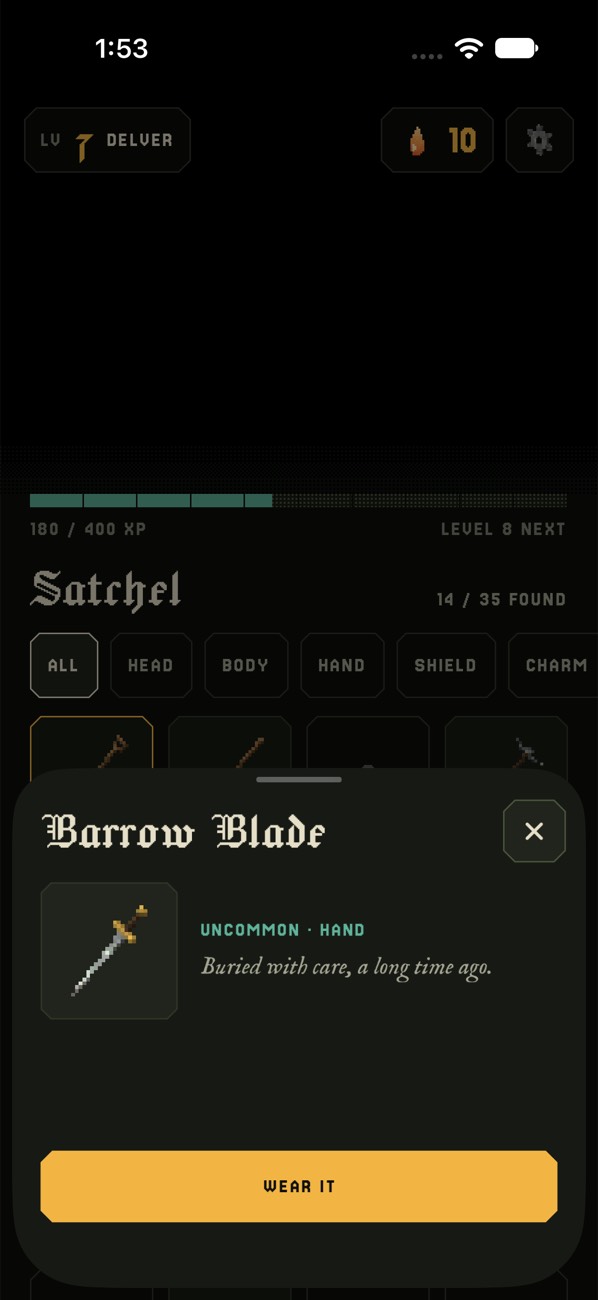 1:53
LV 7 DELVER
10
180 / 400 XP
LEVEL 8 NEXT
Satchel
14 / 35 FOUND
ALL
HEAD
BODY
HAND
SHIELD
CHARM
Barrow Blade
UNCOMMON · HAND
Buried with care, a long time ago.
WEAR IT